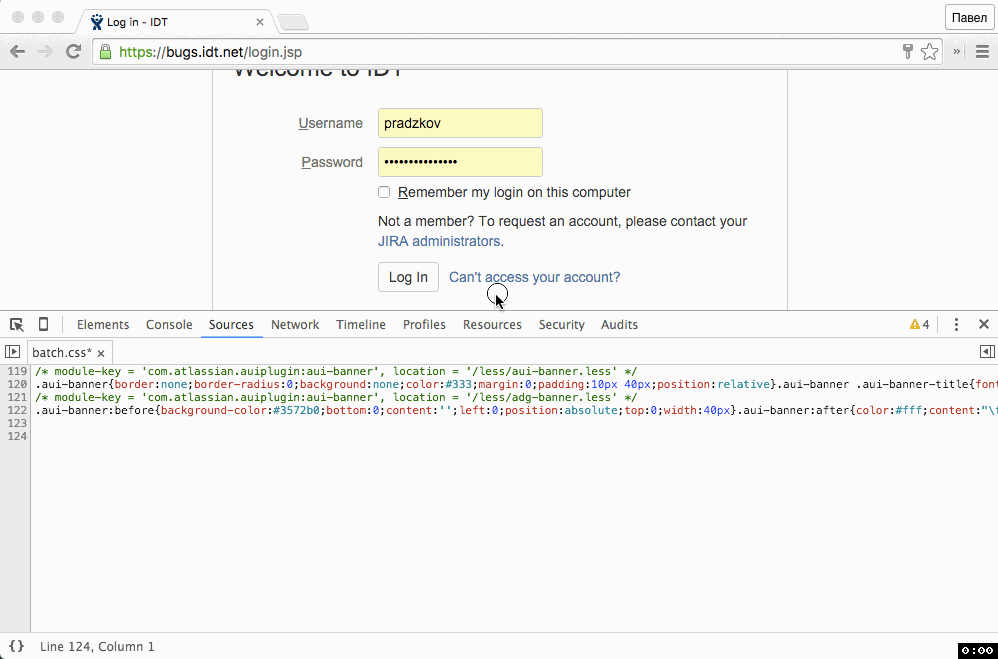 Log in - IDT
Павел
https://bugs.idt.net/login.jsp
Welcome to IDT
Username pradzkov
Password •••••••••••••••
Remember my login on this computer
Not a member? To request an account, please contact your
JIRA administrators.
Log In Can't access your account?
Elements Console Sources Network Timeline Profiles Resources Security Audits 4
batch.css*
119 /* module-key = 'com.atlassian.auiplugin:aui-banner', location = '/less/aui-banner.less' */
120 .aui-banner{border:none;border-radius:0;background:none;color:#333;margin:0;padding:10px 40px;position:relative}.aui-banner .aui-banner-title{font
121 /* module-key = 'com.atlassian.auiplugin:aui-banner', location = '/less/adg-banner.less' */
122 .aui-banner:before{background-color:#3572b0;bottom:0;content:'';left:0;position:absolute;top:0;width:40px}.aui-banner:after{color:#fff;content:"\f
123
124
{} Line 124, Column 1
0:00